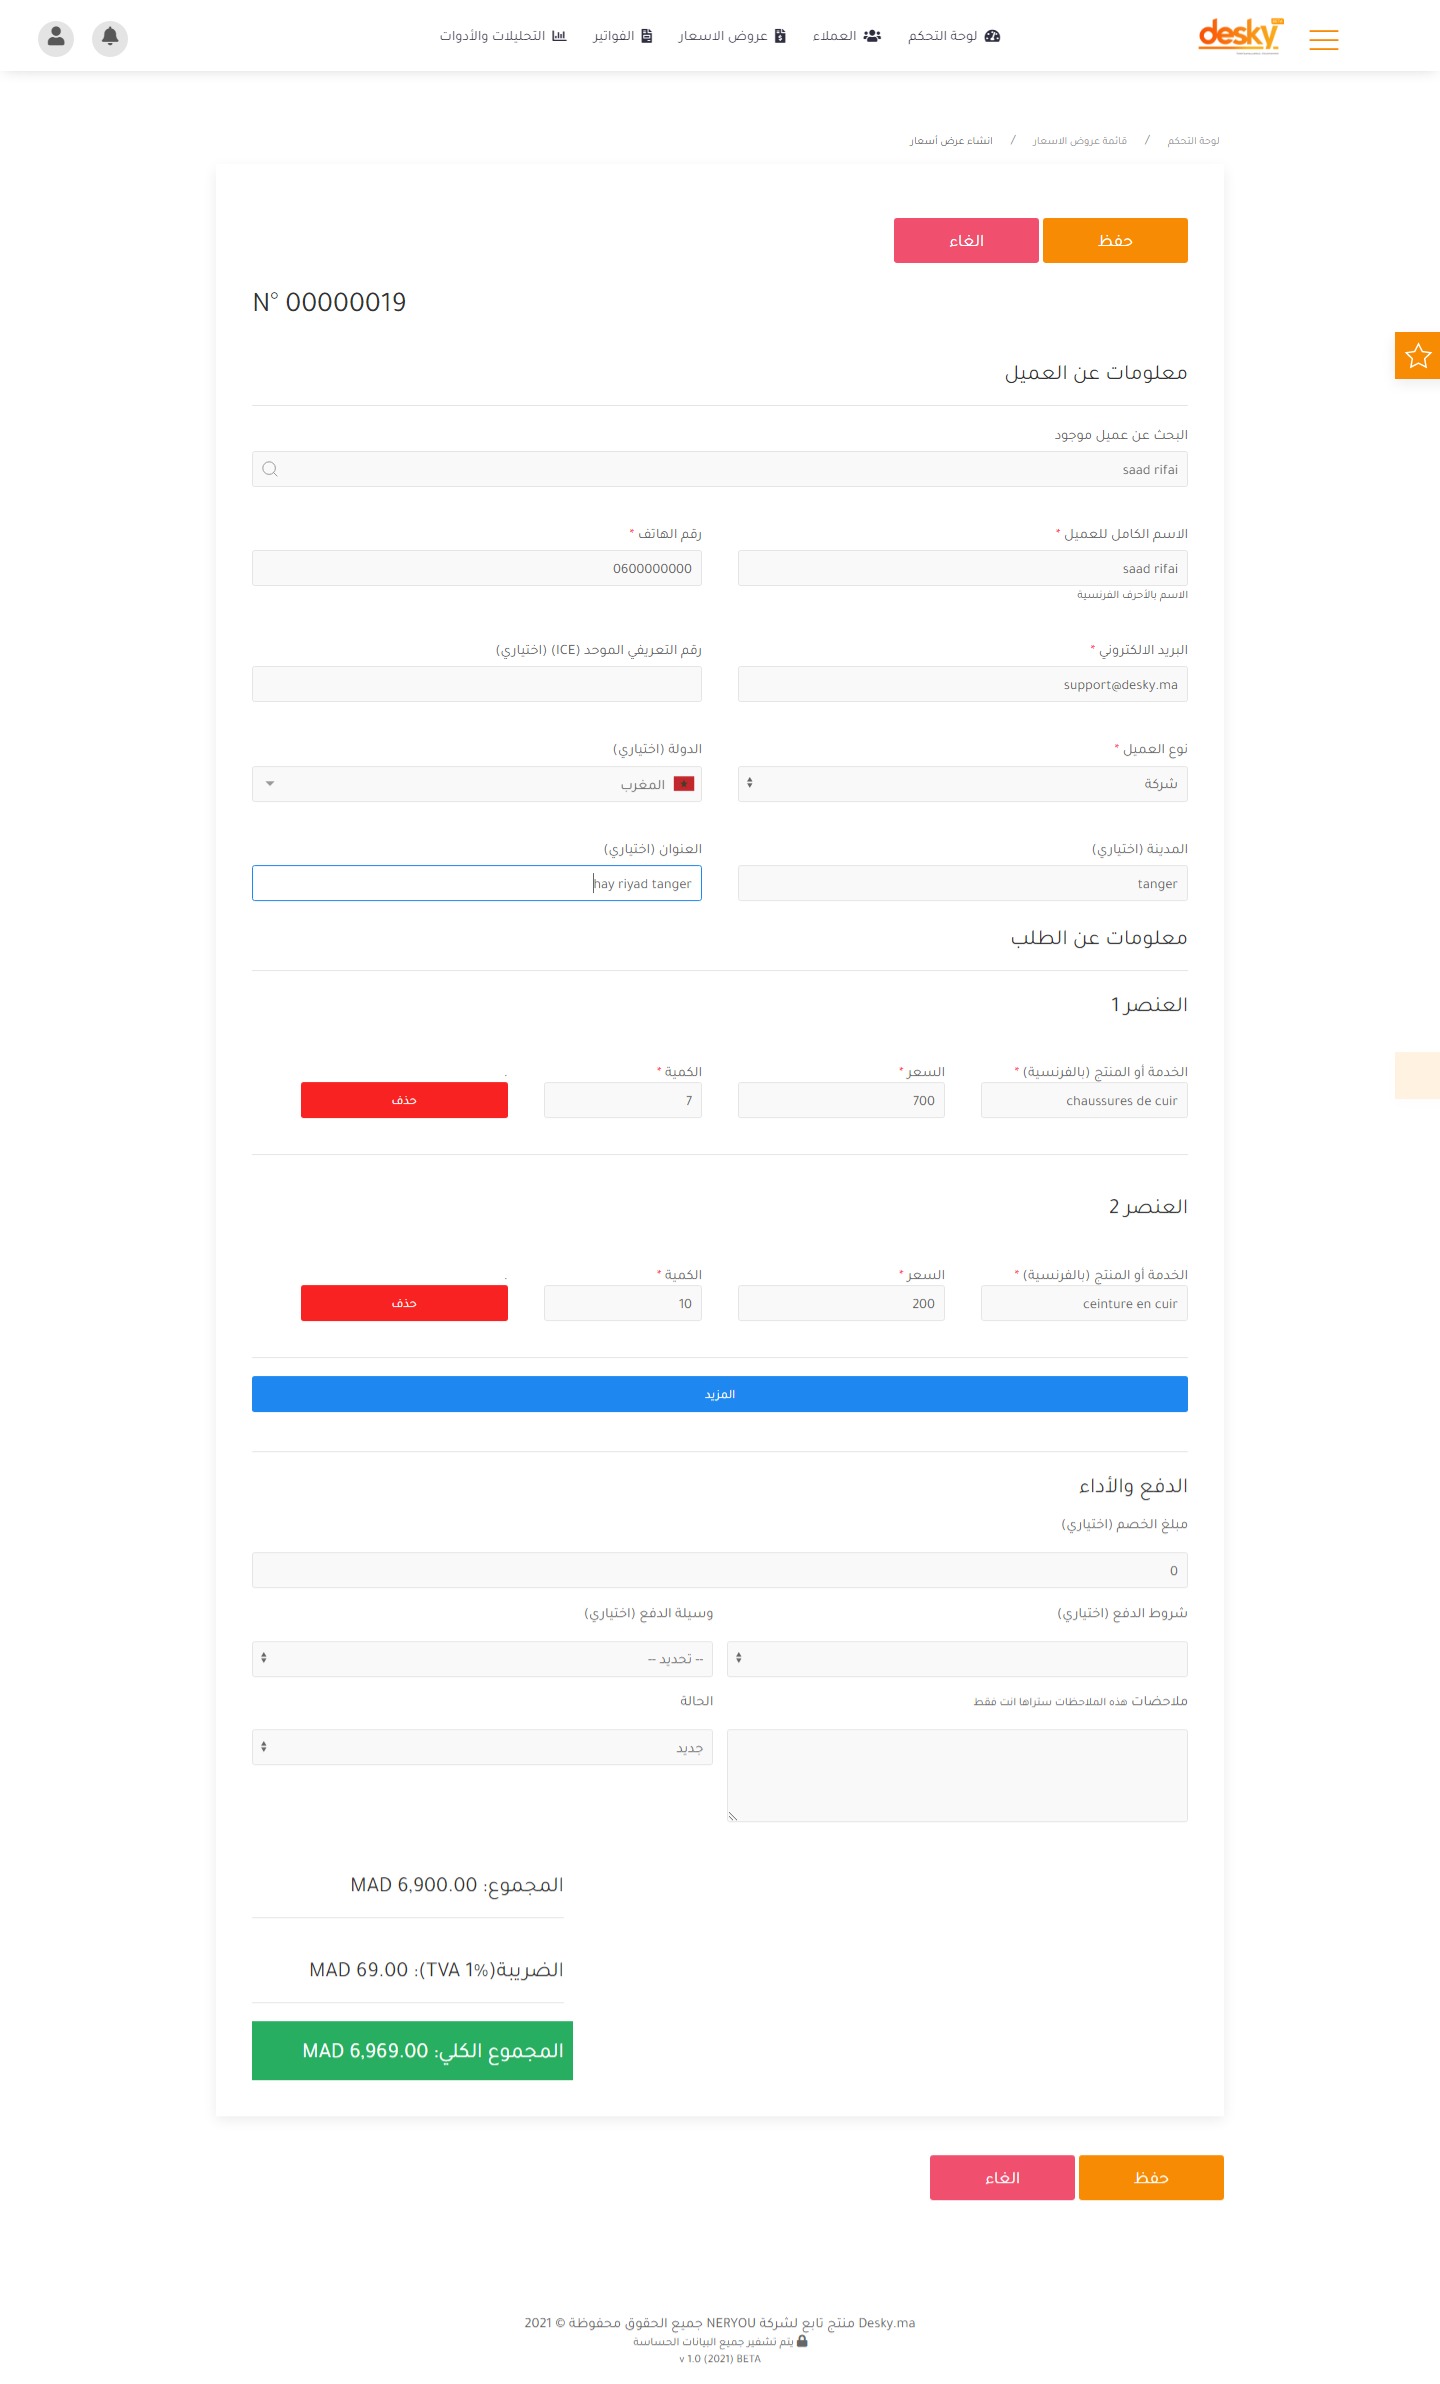 desky BETA
لوحة التحكم
العملاء
عروض الاسعار
الفواتير
التحليلات والأدوات
لوحة التحكم / قائمة عروض الاسعار / انشاء عرض أسعار
حفظ
الغاء
N° 00000019
معلومات عن العميل
البحث عن عميل موجود
saad rifai
الاسم الكامل للعميل *
رقم الهاتف *
saad rifai
0600000000
الاسم بالأحرف الفرنسية
البريد الالكتروني *
رقم التعريفي الموحد (ICE) (اختياري)
support@desky.ma
نوع العميل *
الدولة (اختياري)
شركة
المغرب
المدينة (اختياري)
العنوان (اختياري)
tanger
hay riyad tanger
معلومات عن الطلب
العنصر 1
الخدمة أو المنتج (بالفرنسية) *
السعر *
الكمية *
.
chaussures de cuir
700
7
حذف
العنصر 2
الخدمة أو المنتج (بالفرنسية) *
السعر *
الكمية *
.
ceinture en cuir
200
10
حذف
المزيد
الدفع والأداء
مبلغ الخصم (اختياري)
0
شروط الدفع (اختياري)
وسيلة الدفع (اختياري)
-- تحديد --
ملاحضات هذه الملاحظات ستراها انت فقط
الحالة
جديد
المجموع: MAD 6,900.00
الضريبة(TVA 1%): MAD 69.00
المجموع الكلي: MAD 6,969.00
حفظ
الغاء
Desky.ma منتج تابع لشركة NERYOU جميع الحقوق محفوظة © 2021
يتم تشفير جميع البيانات الحساسة
v 1.0 (2021) BETA